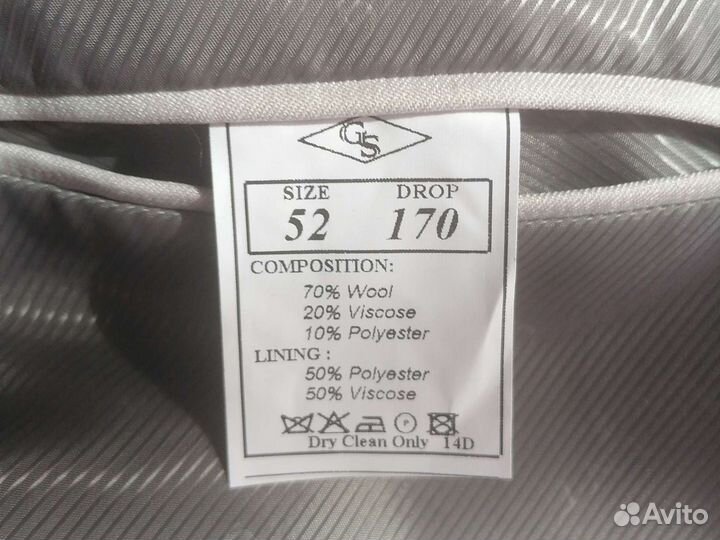 GS
SIZE DROP
52 170
COMPOSITION:
70% Wool
20% Viscose
10% Polyester
LINING :
50% Polyester
50% Viscose
P
Dry Clean Only 14D
Avito